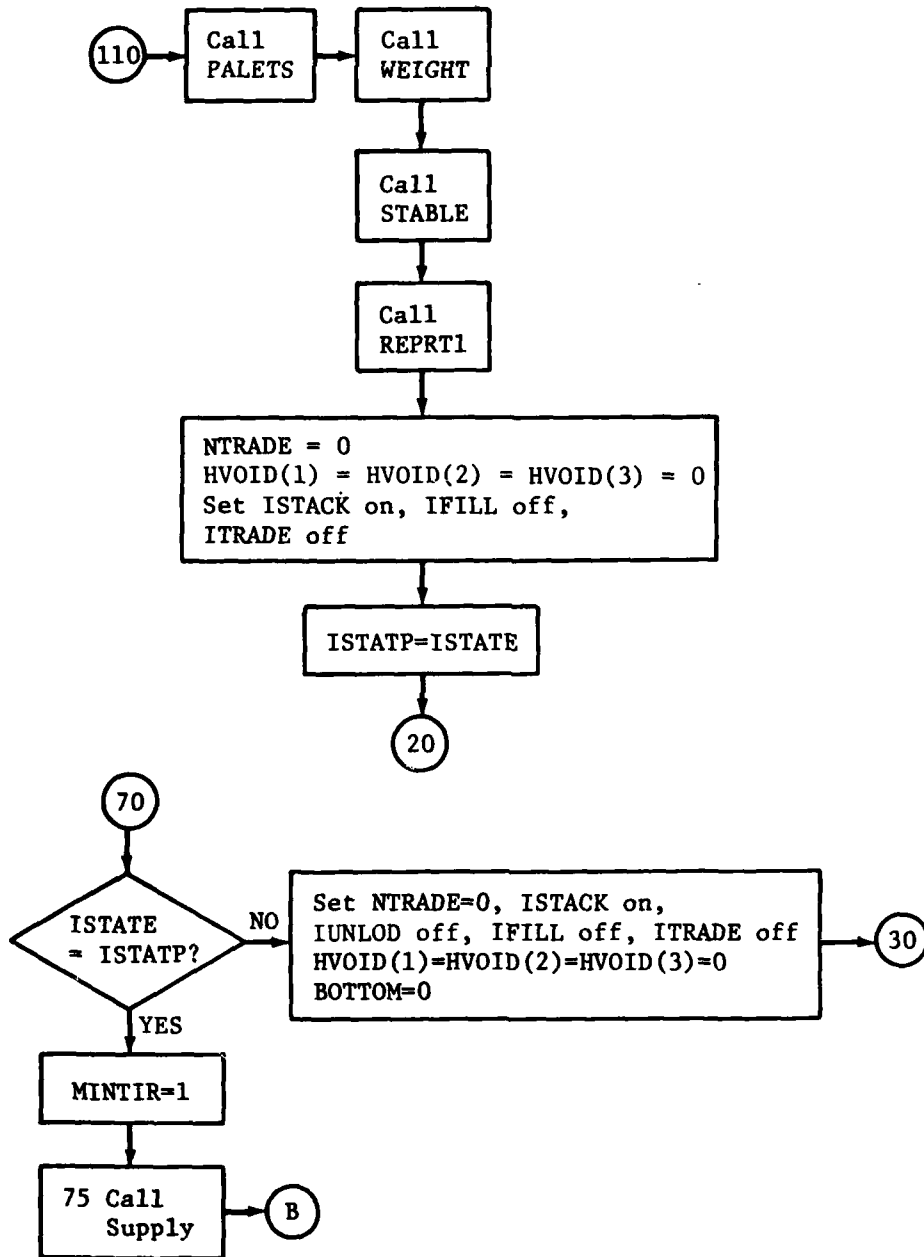 110
Call
PALETS
Call
WEIGHT
Call
STABLE
Call
REPRT1
NTRADE = 0
HVOID(1) = HVOID(2) = HVOID(3) = 0
Set ISTACK on, IFILL off,
ITRADE off
ISTATP=ISTATE
20
70
ISTATE
= ISTATP?
NO
Set NTRADE=0, ISTACK on,
IUNLOD off, IFILL off, ITRADE off
HVOID(1)=HVOID(2)=HVOID(3)=0
BOTTOM=0
30
YES
MINTIR=1
75 Call
Supply
B